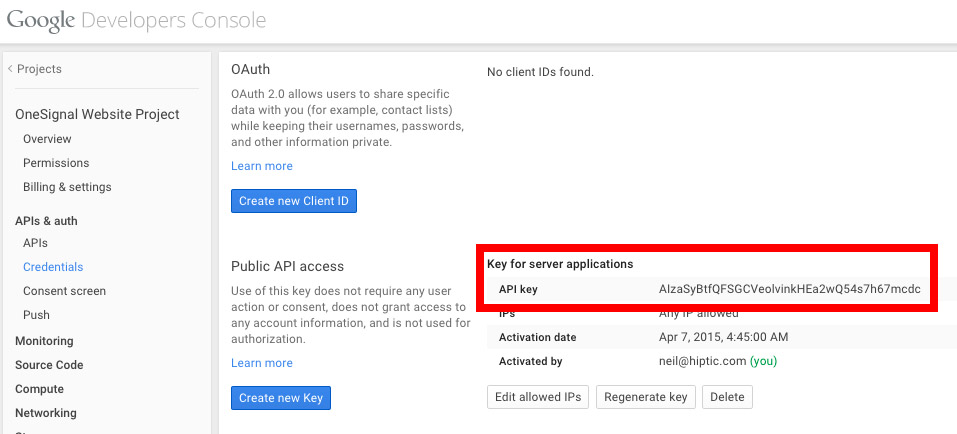 Google Developers Console
< Projects
OneSignal Website Project
Overview
Permissions
Billing & settings
APIs & auth
APIs
Credentials
Consent screen
Push
Monitoring
Source Code
Compute
Networking
OAuth
OAuth 2.0 allows users to share specific
data with you (for example, contact lists)
while keeping their usernames, passwords,
and other information private.
Learn more
Create new Client ID
No client IDs found.
Public API access
Use of this key does not require any user
action or consent, does not grant access to
any account information, and is not used for
authorization.
Learn more
Create new Key
Key for server applications
API key AIzaSyBtfQFSGCVeolvinkHEa2wQ54s7h67mcdc
IPs Any IP allowed
Activation date Apr 7, 2015, 4:45:00 AM
Activated by neil@hiptic.com (you)
Edit allowed IPs Regenerate key Delete